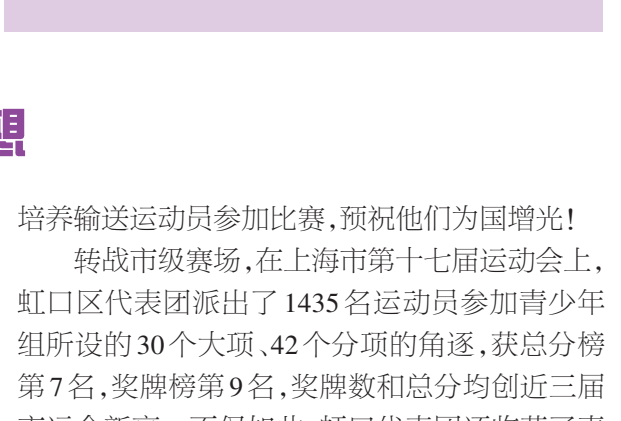 培养输送运动员参加比赛,预祝他们为国增光!
转战市级赛场,在上海市第十七届运动会上,
虹口区代表团派出了1435名运动员参加青少年
组所设的30个大项、42个分项的角逐,获总分榜
第7名,奖牌榜第9名,奖牌数和总分均创近三届